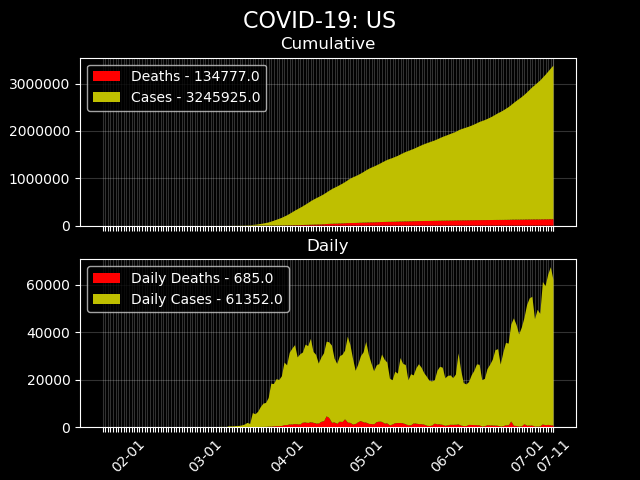 COVID-19: US
Cumulative
Deaths - 134777.0
Cases - 3245925.0
3000000
2000000
1000000
0
Daily
Daily Deaths - 685.0
Daily Cases - 61352.0
60000
40000
20000
0
02-01 03-01 04-01 05-01 06-01 07-01 07-11